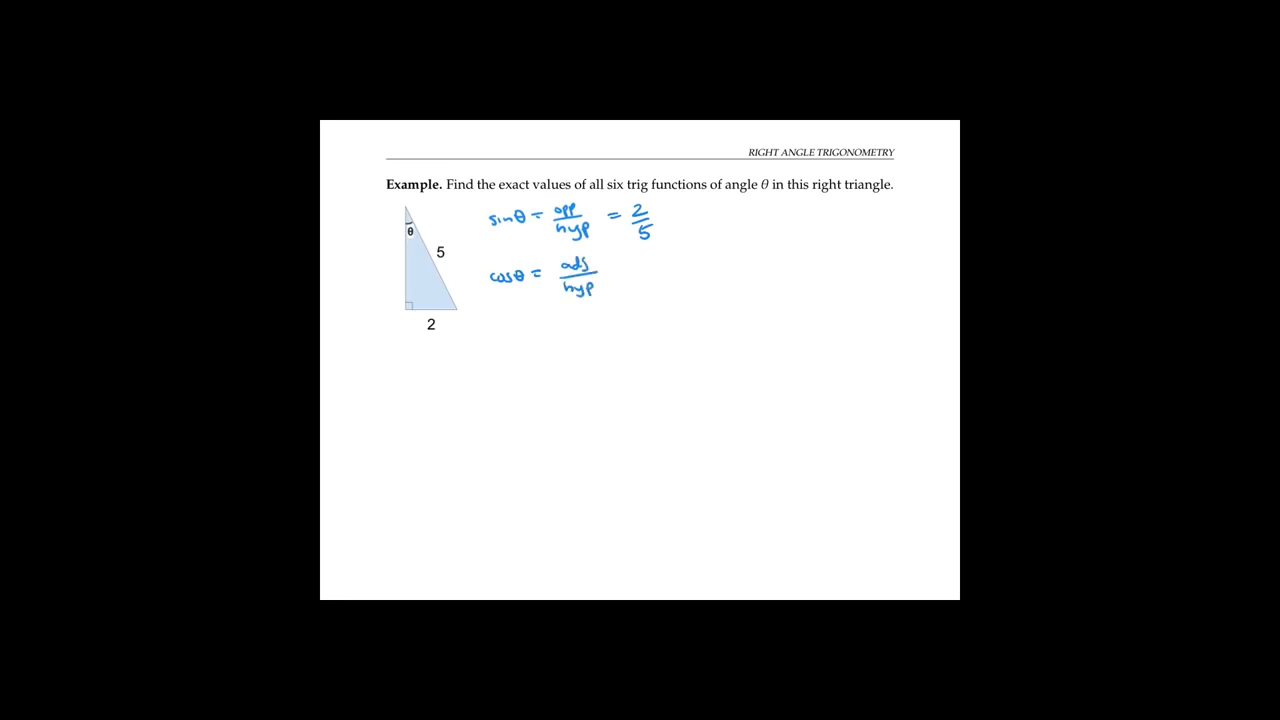 RIGHT ANGLE TRIGONOMETRY
Example. Find the exact values of all six trig functions of angle θ in this right triangle.
θ
5
2
sinθ = opp/hyp = 2/5
cosθ = adj/hyp